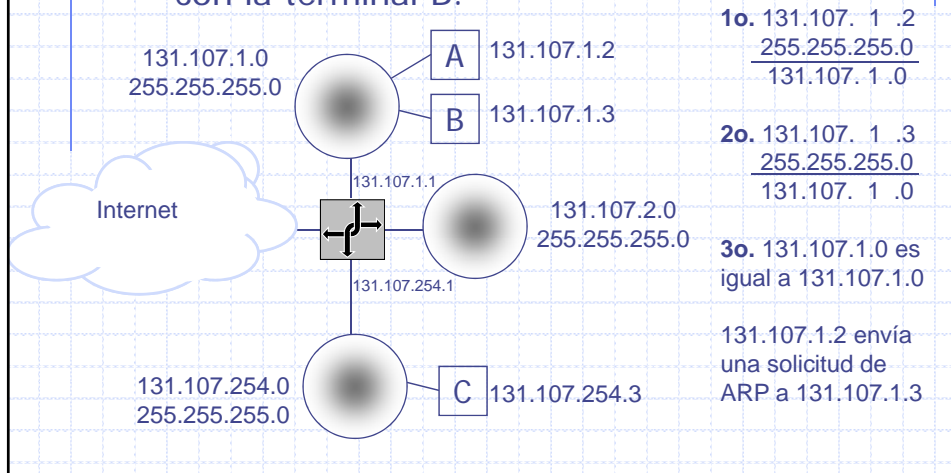 con la terminal B.
131.107.1.0
255.255.255.0
A
131.107.1.2
B
131.107.1.3
131.107.1.1
Internet
131.107.2.0
255.255.255.0
131.107.254.1
131.107.254.0
255.255.255.0
C
131.107.254.3
1o. 131.107. 1 .2
255.255.255.0
131.107. 1 .0
2o. 131.107. 1 .3
255.255.255.0
131.107. 1 .0
3o. 131.107.1.0 es
igual a 131.107.1.0
131.107.1.2 envía
una solicitud de
ARP a 131.107.1.3